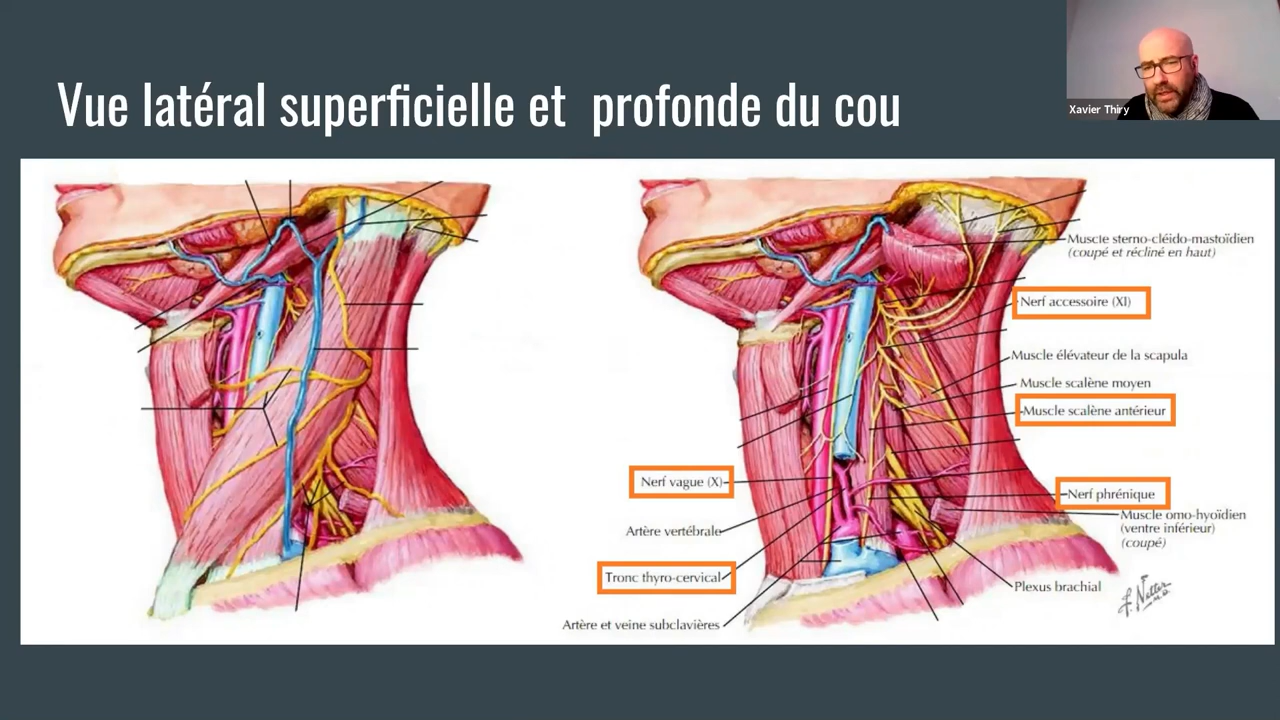 Vue latéral superficielle et profonde du cou
Xavier Thiry
Muscle sterno-cléido-mastoïdien
(coupé et récliné en haut)
Nerf accessoire (XI)
Muscle élévateur de la scapula
Muscle scalène moyen
Muscle scalène antérieur
Nerf vague (X)
Nerf phrénique
Muscle omo-hyoïdien
(ventre inférieur)
(coupé)
Artère vertébrale
Tronc thyro-cervical
Plexus brachial
Artère et veine subclavières
F. Netter
M.D.